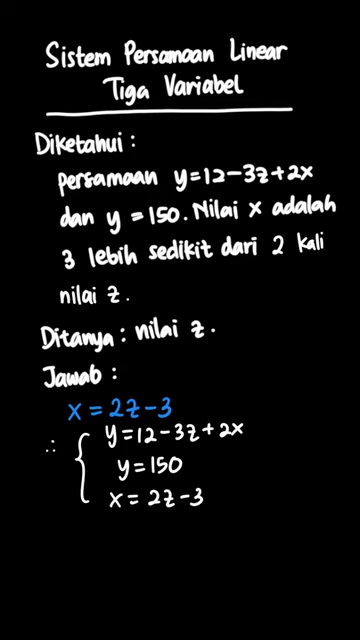 Sistem Persamaan Linear
Tiga Variabel
Diketahui :
persamaan y=12-3z+2x
dan y = 150. Nilai x adalah
3 lebih sedikit dari 2 kali
nilai z.
Ditanya : nilai z.
Jawab :
x = 2z-3
∴ { y=12-3z+2x
y=150
x = 2z-3